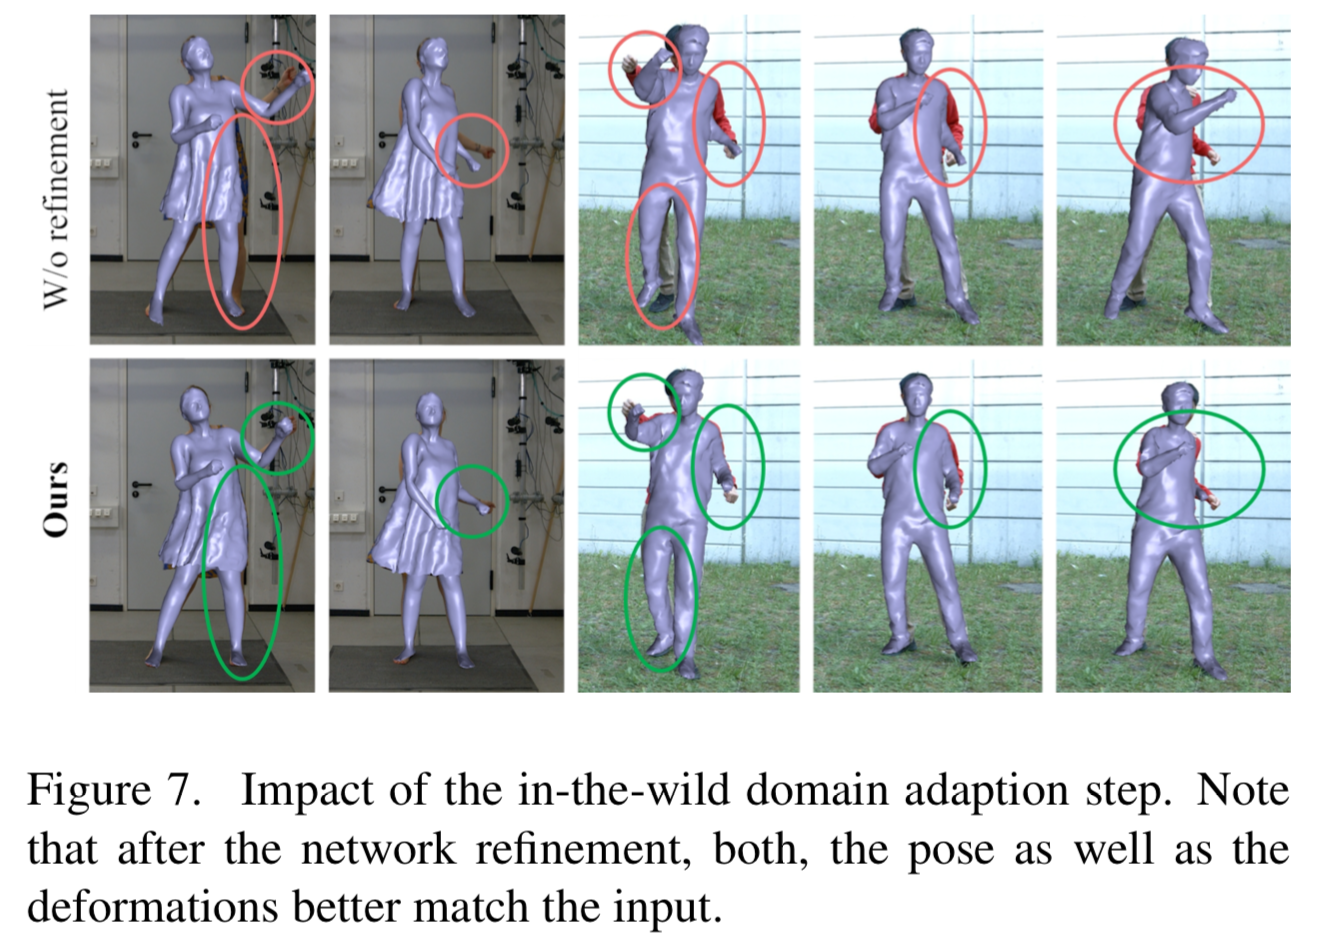 W/o refinement
Ours
Figure 7. Impact of the in-the-wild domain adaption step. Note
that after the network refinement, both, the pose as well as the
deformations better match the input.